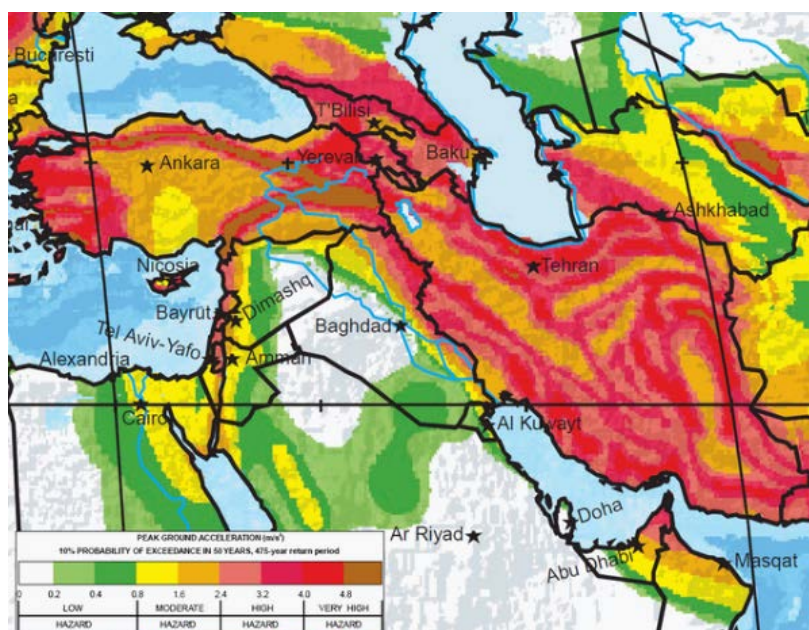 Bucuresti
T'Bilisi
Ankara
Yerevan
Baku
Ashkhabad
Nicosia
Tehran
Bayrut
Dimashq
Tel Aviv-Yafo
Baghdad
Alexandria
Amman
Cairo
Al Kuwayt
Doha
Ar Riyad
Abu Dhabi
Masqat
PEAK GROUND ACCELERATION (m/s²)
10% PROBABILITY OF EXCEEDANCE IN 50 YEARS, 475-year return period
0 0.2 0.4 0.8 1.6 2.4 3.2 4.0 4.8
LOW MODERATE HIGH VERY HIGH
HAZARD HAZARD HAZARD HAZARD